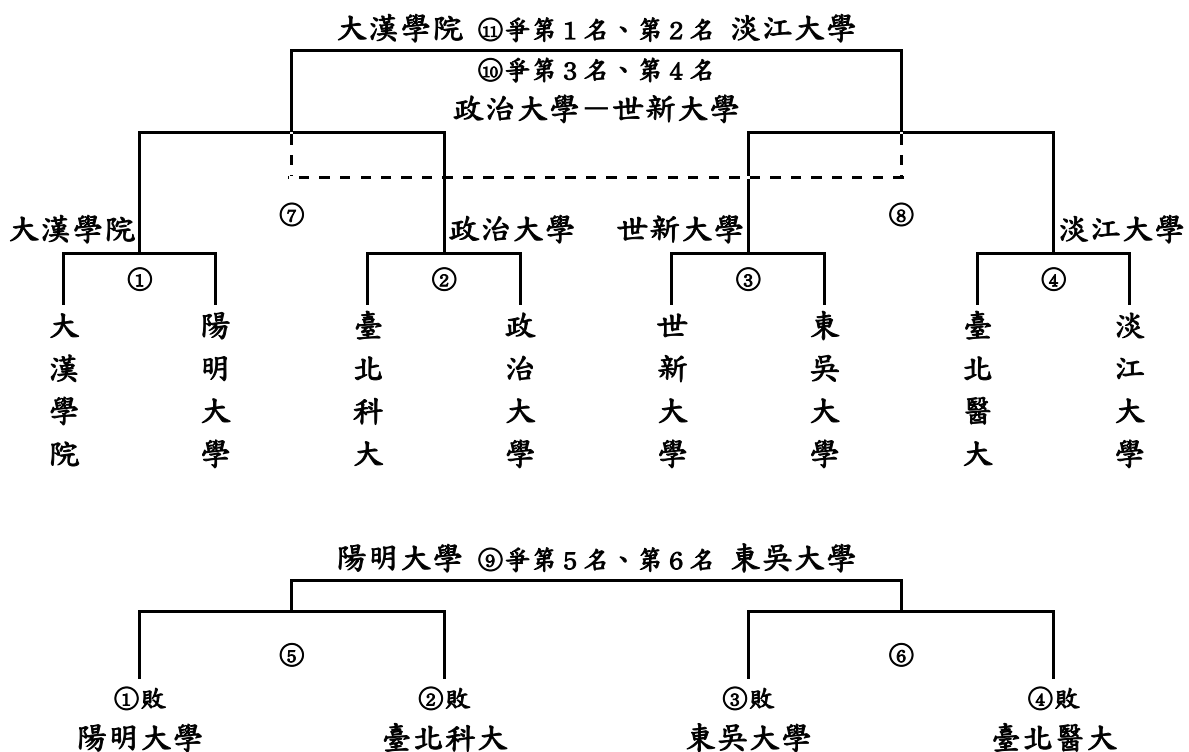 大漢學院 ⑪爭第1名、第2名 淡江大學
⑩爭第3名、第4名
政治大學－世新大學
⑦ ⑧
大漢學院 政治大學 世新大學 淡江大學
① ② ③ ④
大漢學院
陽明大學
臺北科大
政治大學
世新大學
東吳大學
臺北醫大
淡江大學
陽明大學 ⑨爭第5名、第6名 東吳大學
⑤ ⑥
①敗 ②敗 ③敗 ④敗
陽明大學 臺北科大 東吳大學 臺北醫大